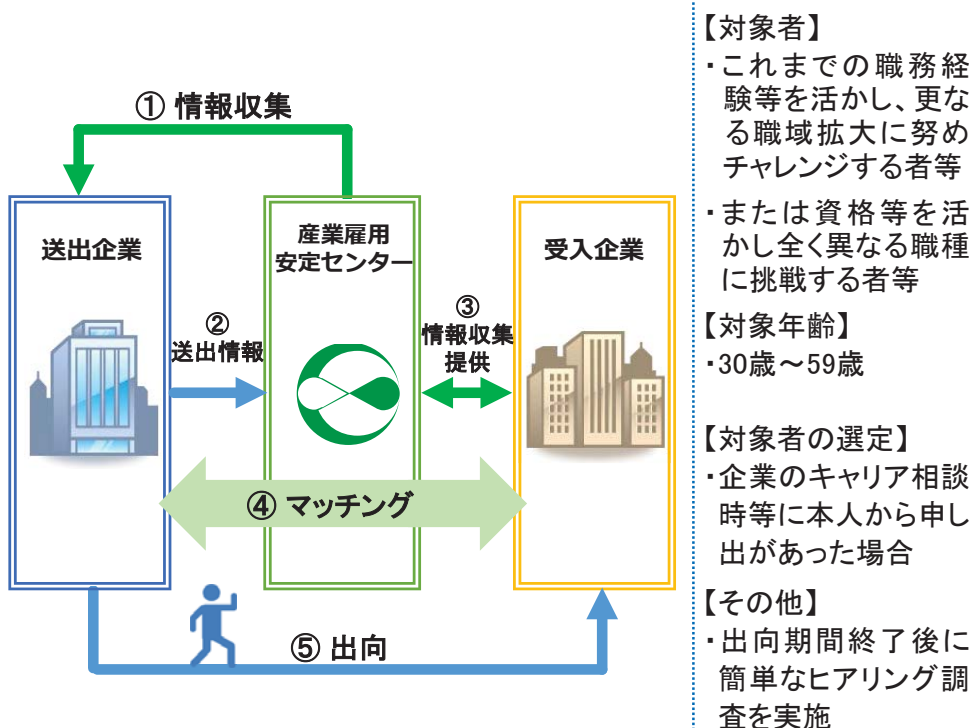 ① 情報収集
送出企業
産業雇用
安定センター
受入企業
②
送出情報
③
情報収集
提供
④ マッチング
⑤ 出向
【対象者】
・これまでの職務経
験等を活かし、更な
る職域拡大に努め
チャレンジする者等
・または資格等を活
かし全く異なる職種
に挑戦する者等
【対象年齢】
・30歳～59歳
【対象者の選定】
・企業のキャリア相談
時等に本人から申し
出があった場合
【その他】
・出向期間終了後に
簡単なヒアリング調
査を実施